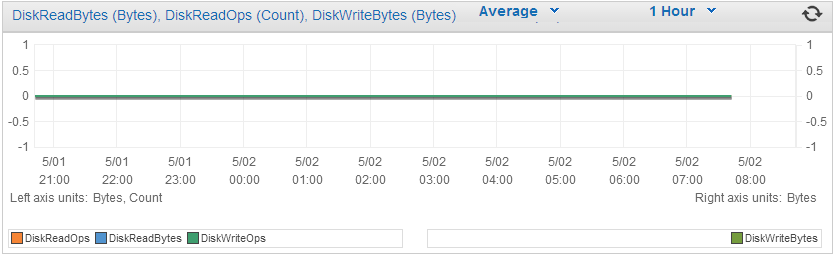 DiskReadBytes (Bytes), DiskReadOps (Count), DiskWriteBytes (Bytes) Average 1 Hour
1 1
0.5 0.5
0 0
-0.5 -0.5
-1 -1
5/01 5/01 5/01 5/02 5/02 5/02 5/02 5/02 5/02 5/02 5/02 5/02
21:00 22:00 23:00 00:00 01:00 02:00 03:00 04:00 05:00 06:00 07:00 08:00
Left axis units: Bytes, Count Right axis units: Bytes
DiskReadOps DiskReadBytes DiskWriteOps DiskWriteBytes